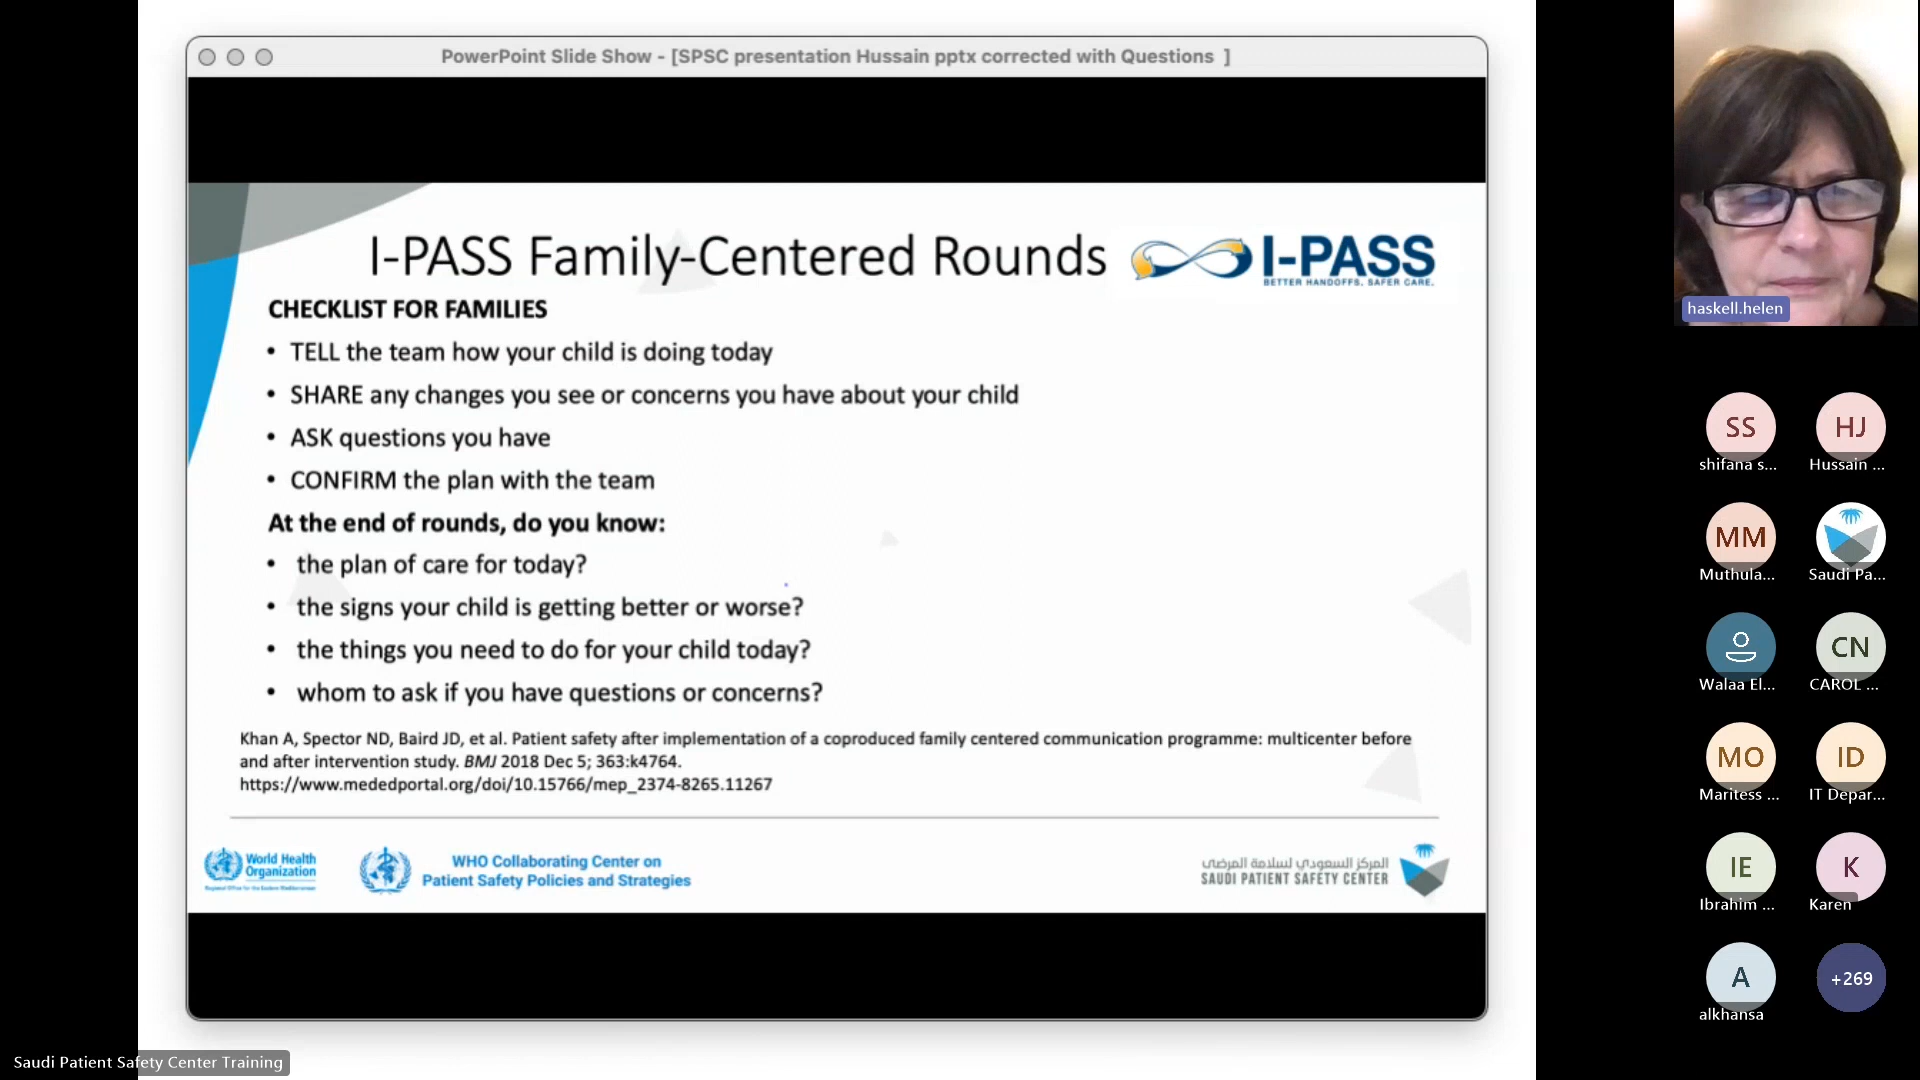 PowerPoint Slide Show - [SPSC presentation Hussain pptx corrected with Questions ]
I-PASS Family-Centered Rounds
I-PASS
BETTER HANDOFFS. SAFER CARE.
CHECKLIST FOR FAMILIES
• TELL the team how your child is doing today
• SHARE any changes you see or concerns you have about your child
• ASK questions you have
• CONFIRM the plan with the team
At the end of rounds, do you know:
• the plan of care for today?
• the signs your child is getting better or worse?
• the things you need to do for your child today?
• whom to ask if you have questions or concerns?
Khan A, Spector ND, Baird JD, et al. Patient safety after implementation of a coproduced family centered communication programme: multicenter before
and after intervention study. BMJ 2018 Dec 5; 363:k4764.
https://www.mededportal.org/doi/10.15766/mep_2374-8265.11267
World Health
Organization
Regional Office for the Eastern Mediterranean
WHO Collaborating Center on
Patient Safety Policies and Strategies
المركز السعودي لسلامة المرضى
SAUDI PATIENT SAFETY CENTER
haskell.helen
SS
shifana s...
HJ
Hussain ...
MM
Muthula...
Saudi Pa...
Walaa El...
CN
CAROL ...
MO
Maritess ...
ID
IT Depar...
IE
Ibrahim ...
K
Karen
A
alkhansa
+269
Saudi Patient Safety Center Training